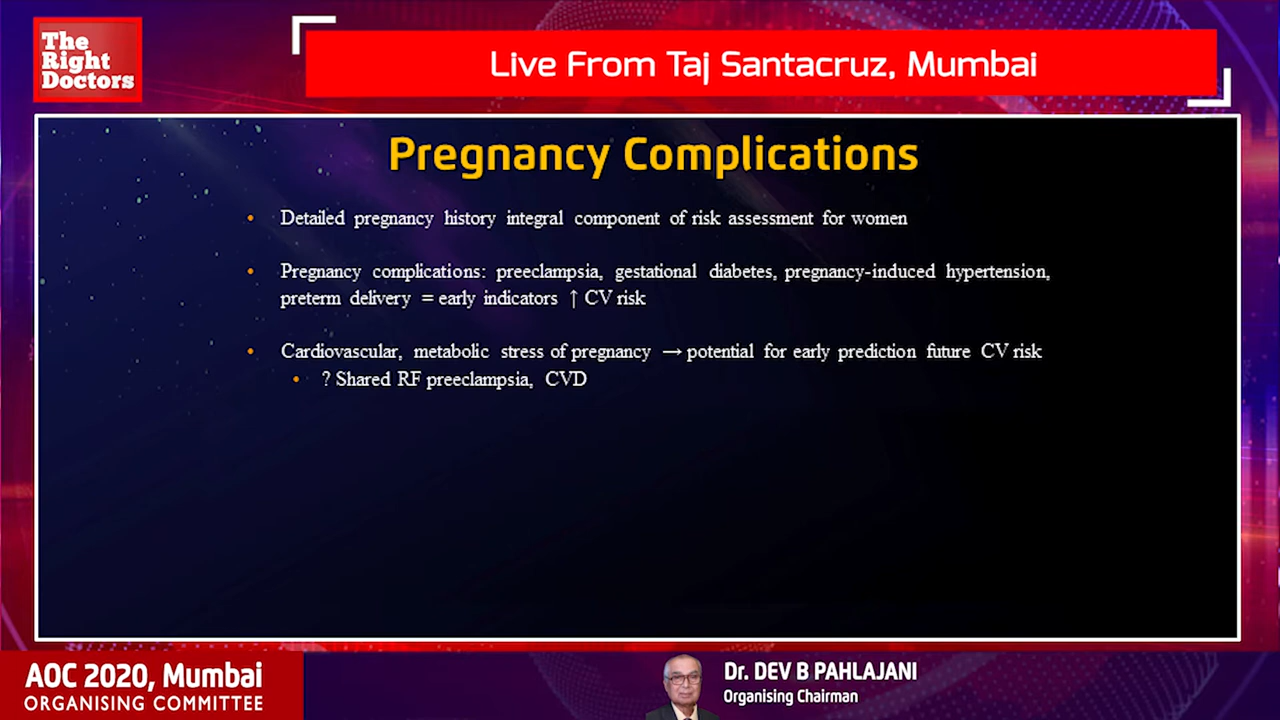 The
Right
Doctors
Live From Taj Santacruz, Mumbai
Pregnancy Complications
• Detailed pregnancy history integral component of risk assessment for women
• Pregnancy complications: preeclampsia, gestational diabetes, pregnancy-induced hypertension,
preterm delivery = early indicators ↑ CV risk
• Cardiovascular, metabolic stress of pregnancy → potential for early prediction future CV risk
• ? Shared RF preeclampsia, CVD
AOC 2020, Mumbai
ORGANISING COMMITTEE
Dr. DEV B PAHLAJANI
Organising Chairman